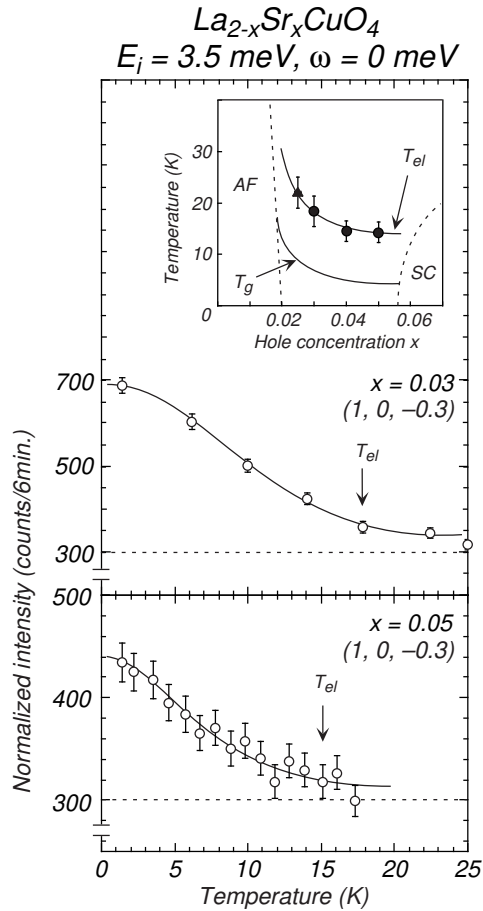 La2-xSrxCuO4
Ei = 3.5 meV, ω = 0 meV
Temperature (K)
30
20
10
0
AF
Tel
Tg
SC
0.02
0.04
0.06
Hole concentration x
Normalized intensity (counts/6min.)
700
500
300
x = 0.03
(1, 0, –0.3)
Tel
500
400
300
x = 0.05
(1, 0, –0.3)
Tel
0
5
10
15
20
25
Temperature (K)